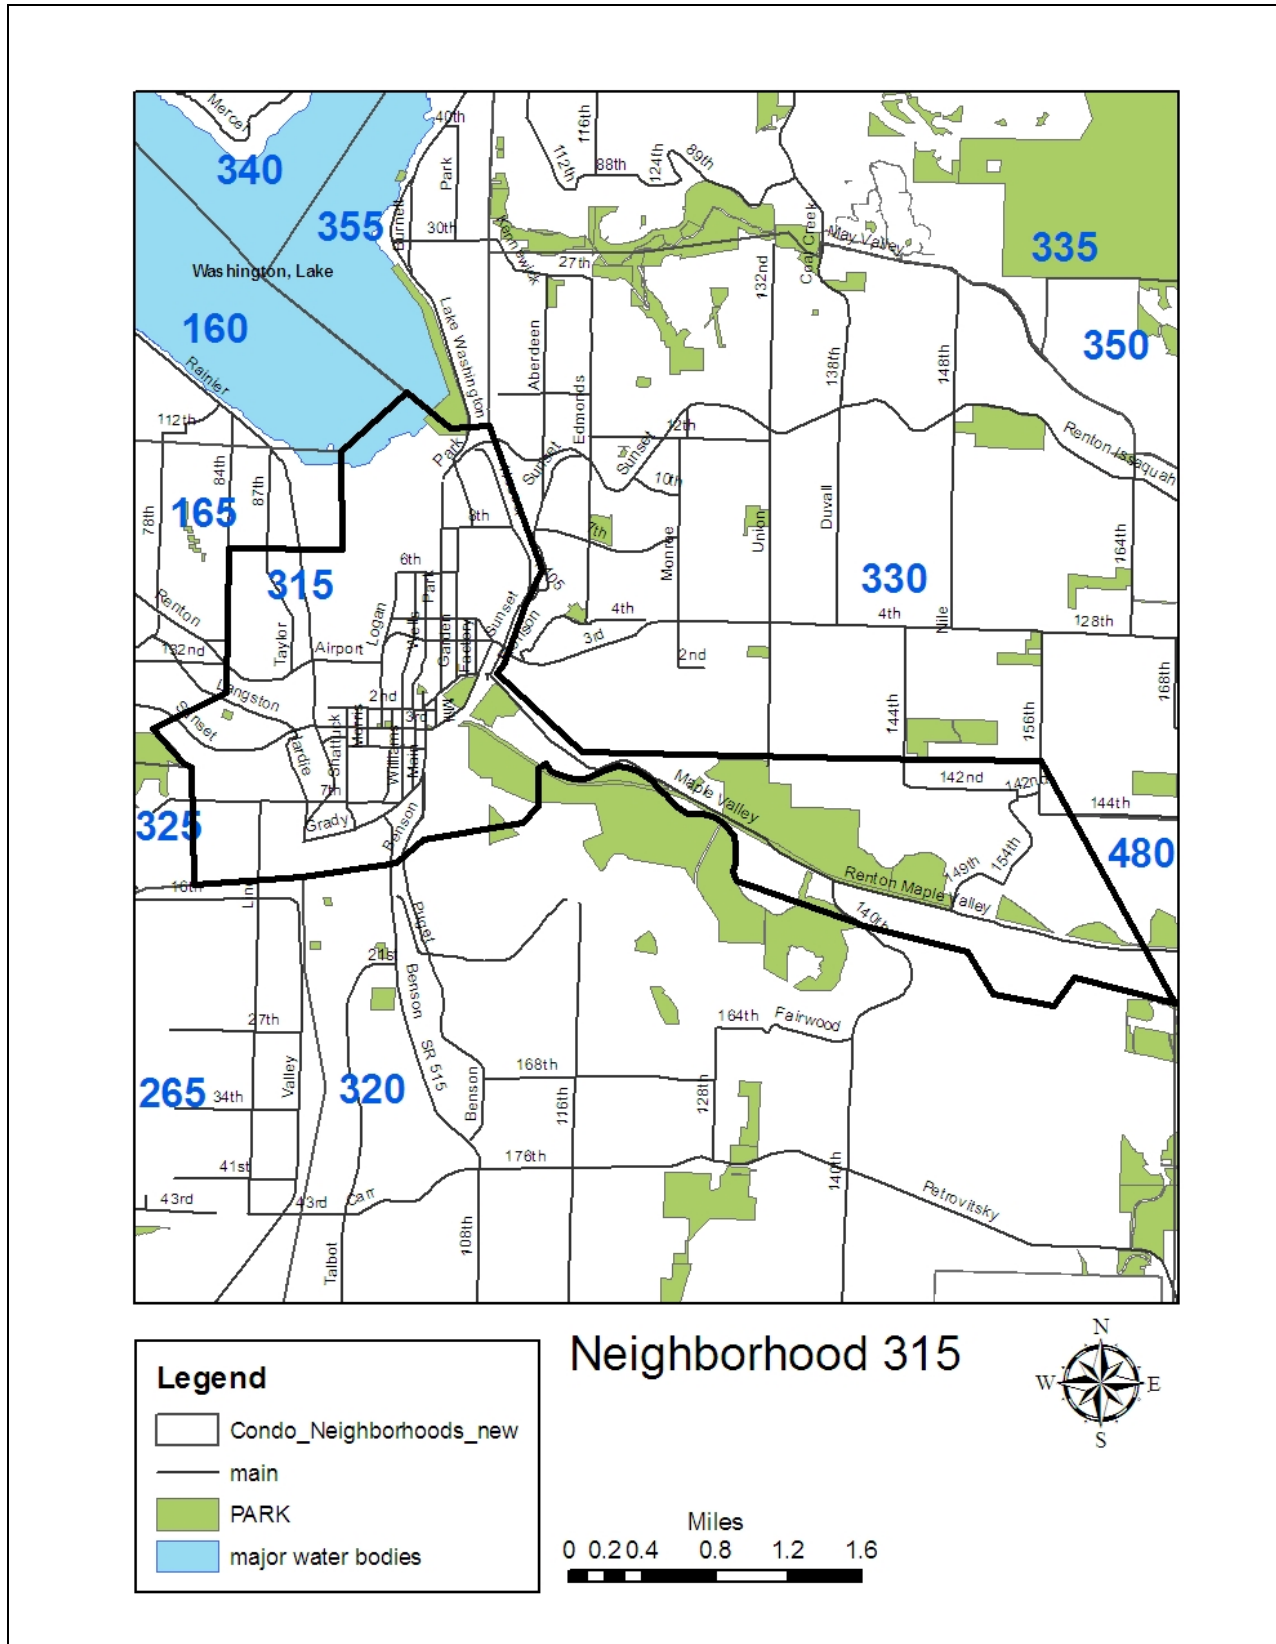 Mercer
40th
116th
340
112th
88th
124th
89th
Park
355
Burnett
30th
Kennewick
Coal Creek
May Valley
335
Washington, Lake
27th
132nd
160
Lake Washington
Aberdeen
138th
148th
350
Rainier
Edmonds
112th
12th
Renton Issaquah
84th
87th
Park
Sunset
Sunset
10th
165
78th
8th
7th
Duvall
Union
Monroe
164th
6th
405
315
330
Renton
Park
Logan
Wells
Garden
Factory
Sunset
4th
4th
128th
Nile
3rd
132nd
Taylor
Airport
2nd
168th
Langston
2nd
Sunset
3rd
Mill
Hardie
Shattuck
Morris
Williams
Main
144th
156th
7th
Maple Valley
142nd
142nd
144th
325
Grady
Benson
154th
149th
480
16th
Lind
Renton Maple Valley
140th
Puget
21st
Benson
27th
164th
Fairwood
SR 515
Valley
168th
265
34th
320
Benson
116th
128th
41st
176th
140th
43rd
43rd
Carr
Petrovitsky
108th
Talbot
Neighborhood 315
N
W
E
S
Legend
Condo_Neighborhoods_new
main
PARK
major water bodies
Miles
0 0.2 0.4 0.8 1.2 1.6